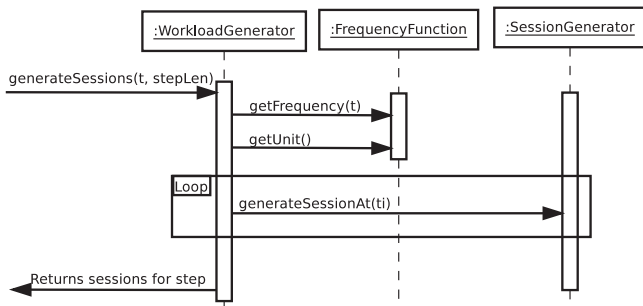 :WorkloadGenerator
:FrequencyFunction
:SessionGenerator
generateSessions(t, stepLen)
getFrequency(t)
getUnit()
Loop
generateSessionAt(ti)
Returns sessions for step